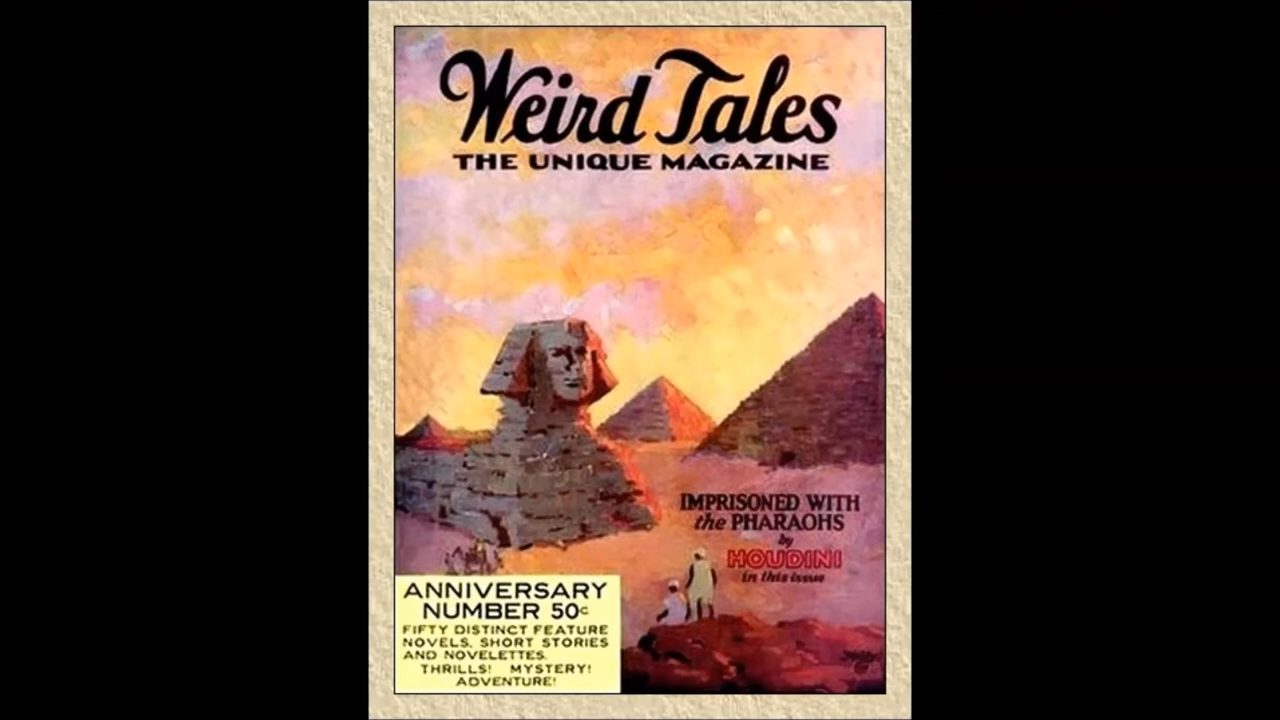 Weird Tales
THE UNIQUE MAGAZINE
IMPRISONED WITH
the PHARAOHS
by
HOUDINI
in this issue
ANNIVERSARY
NUMBER 50c
FIFTY DISTINCT FEATURE
NOVELS, SHORT STORIES
AND NOVELETTES.
THRILLS! MYSTERY!
ADVENTURE!